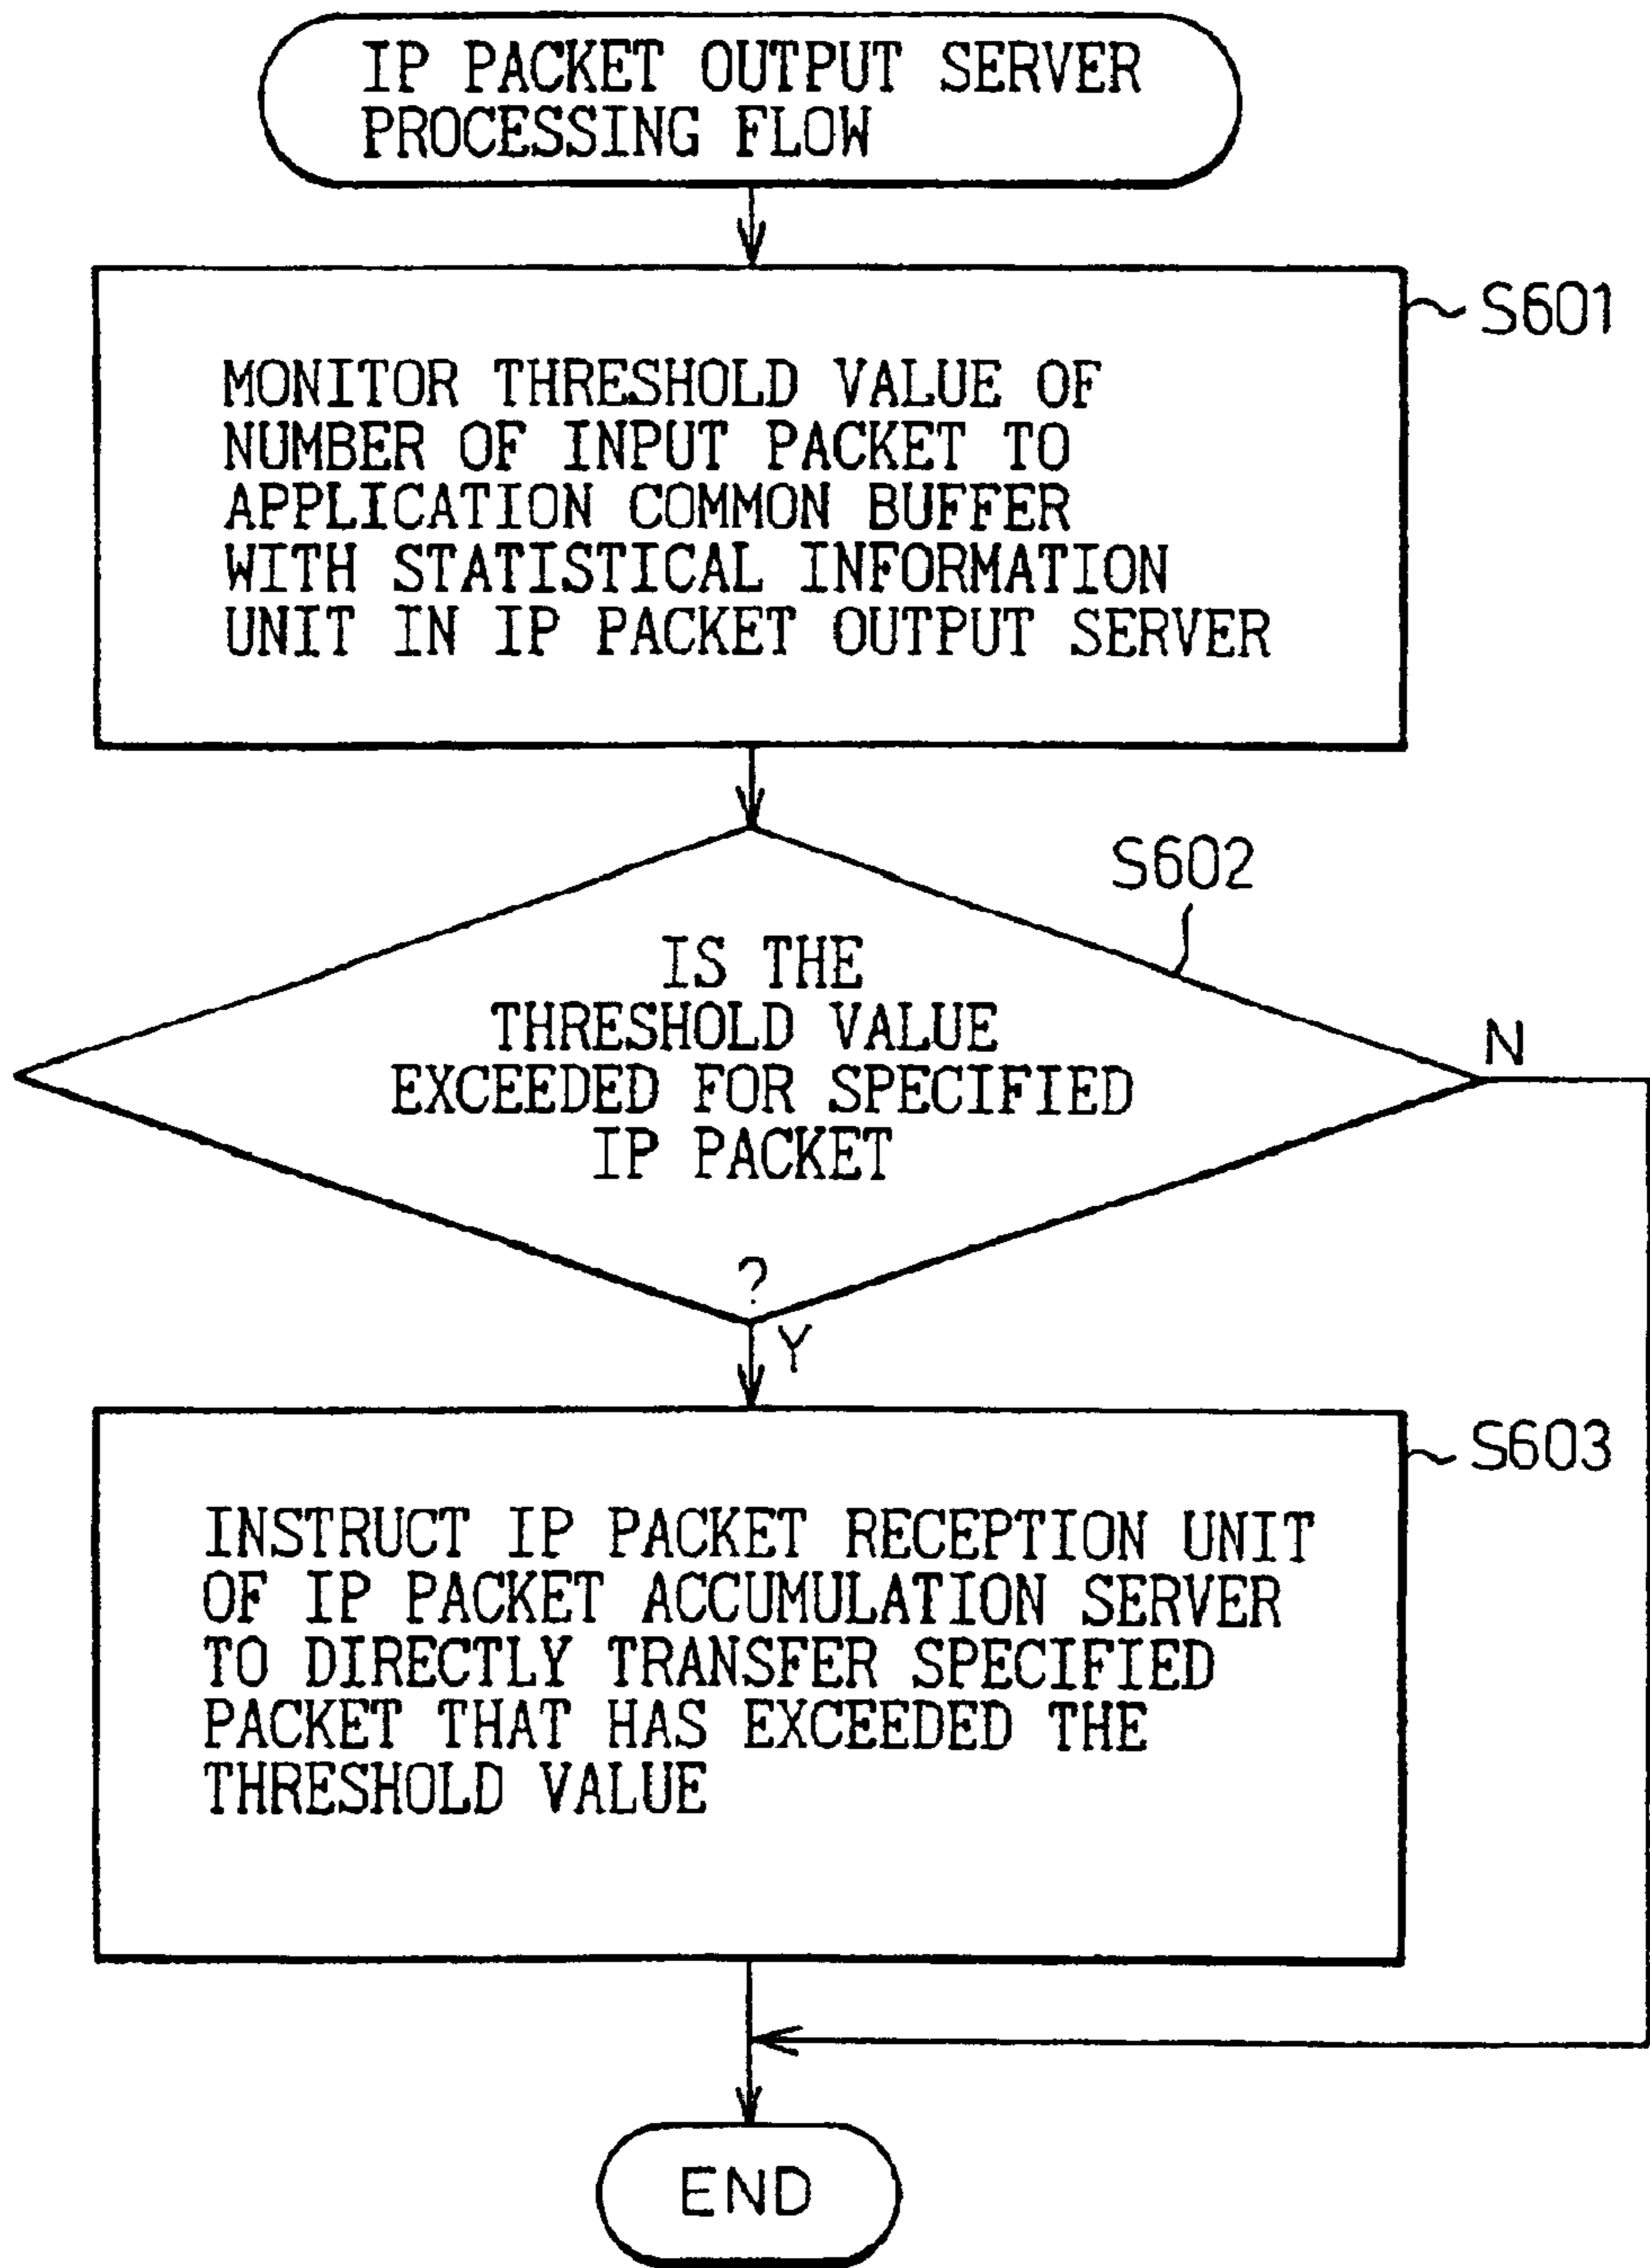 IP PACKET OUTPUT SERVER
PROCESSING FLOW
S601
MONITOR THRESHOLD VALUE OF
NUMBER OF INPUT PACKET TO
APPLICATION COMMON BUFFER
WITH STATISTICAL INFORMATION
UNIT IN IP PACKET OUTPUT SERVER
S602
IS THE
THRESHOLD VALUE
EXCEEDED FOR SPECIFIED
IP PACKET
?
N
Y
S603
INSTRUCT IP PACKET RECEPTION UNIT
OF IP PACKET ACCUMULATION SERVER
TO DIRECTLY TRANSFER SPECIFIED
PACKET THAT HAS EXCEEDED THE
THRESHOLD VALUE
END